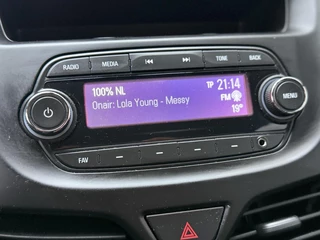 RADIO MEDIA TONE BACK
100% NL TP 21:14
Onair: Lola Young - Messy FM
19°
MENU
FAV